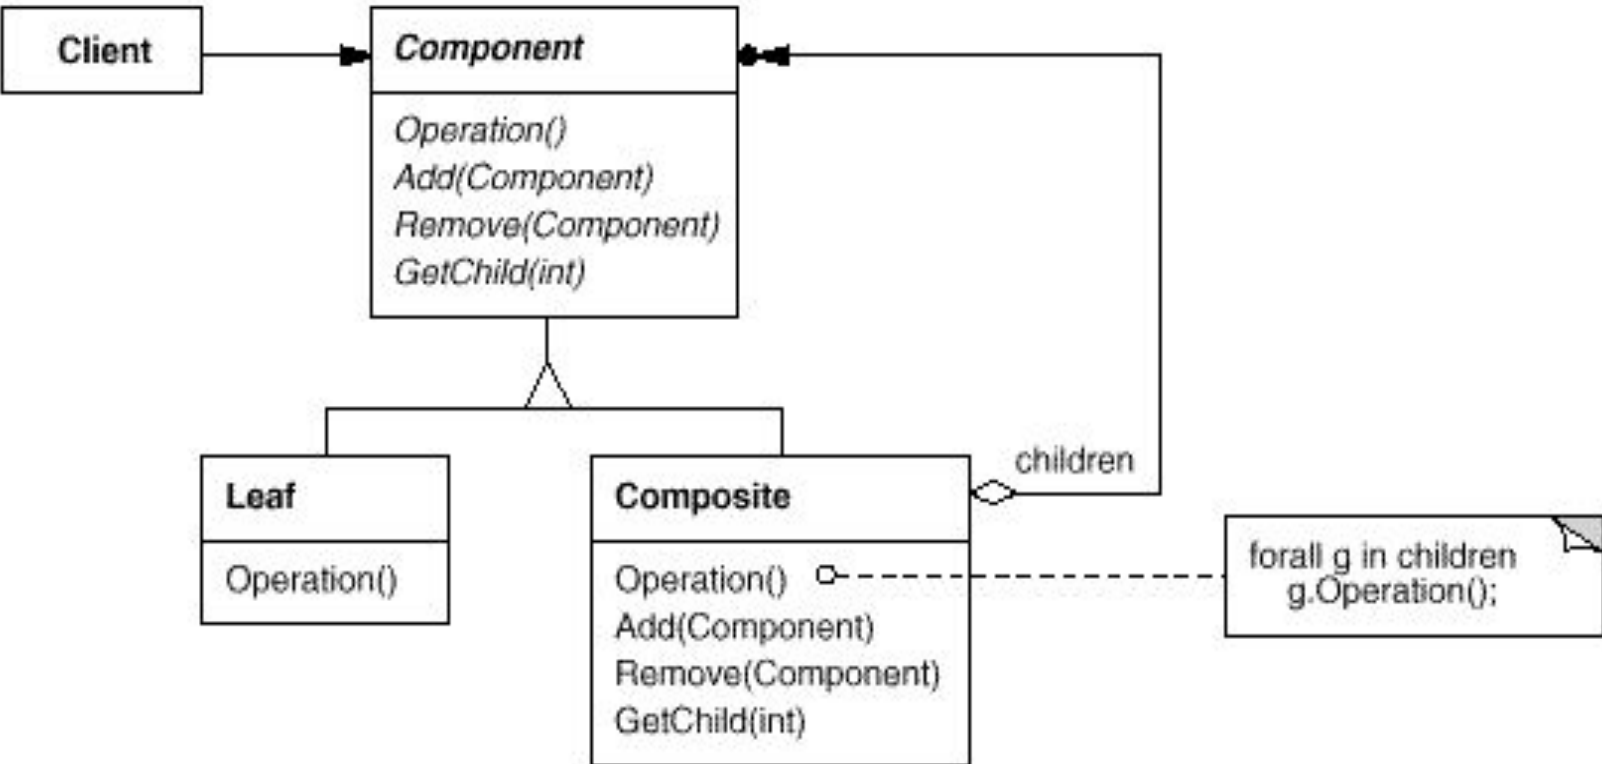 Client
Component
Operation()
Add(Component)
Remove(Component)
GetChild(int)
Leaf
Operation()
Composite
Operation()
Add(Component)
Remove(Component)
GetChild(int)
children
forall g in children
g.Operation();